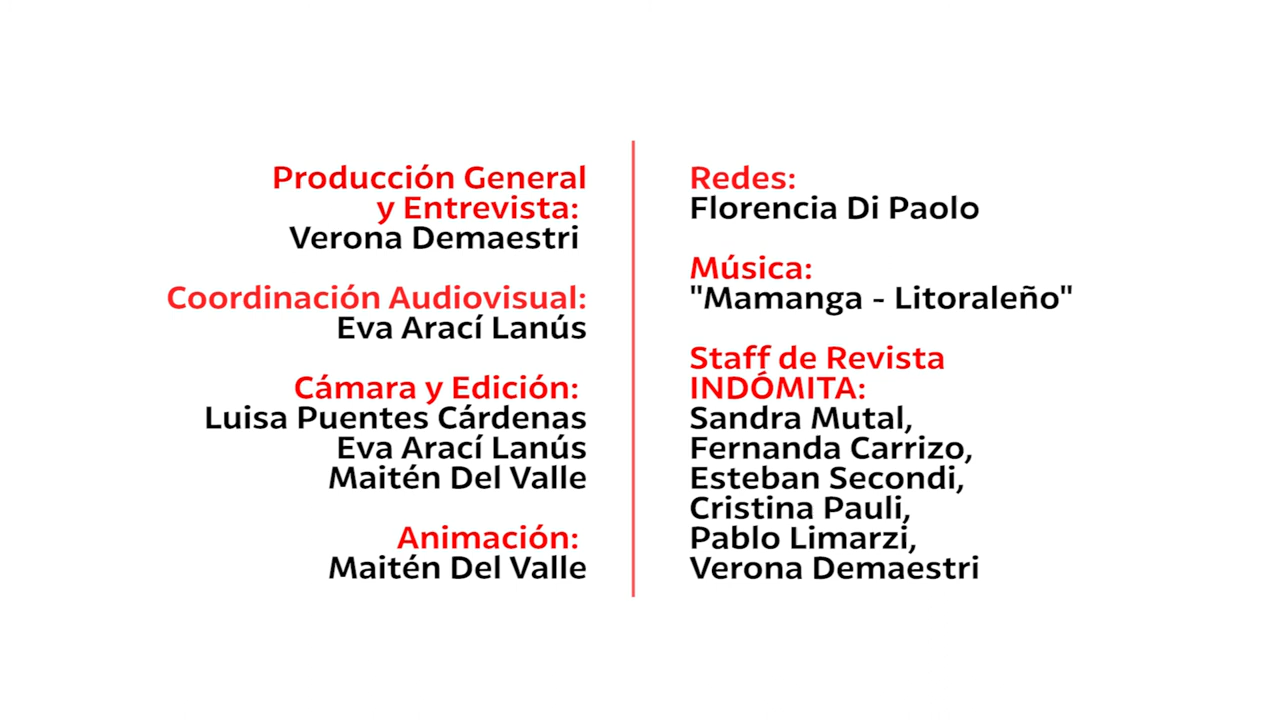 Producción General
y Entrevista:
Verona Demaestri
Coordinación Audiovisual:
Eva Arací Lanús
Cámara y Edición:
Luisa Puentes Cárdenas
Eva Arací Lanús
Maitén Del Valle
Animación:
Maitén Del Valle
Redes:
Florencia Di Paolo
Música:
"Mamanga - Litoraleño"
Staff de Revista
INDÓMITA:
Sandra Mutal,
Fernanda Carrizo,
Esteban Secondi,
Cristina Pauli,
Pablo Limarzi,
Verona Demaestri